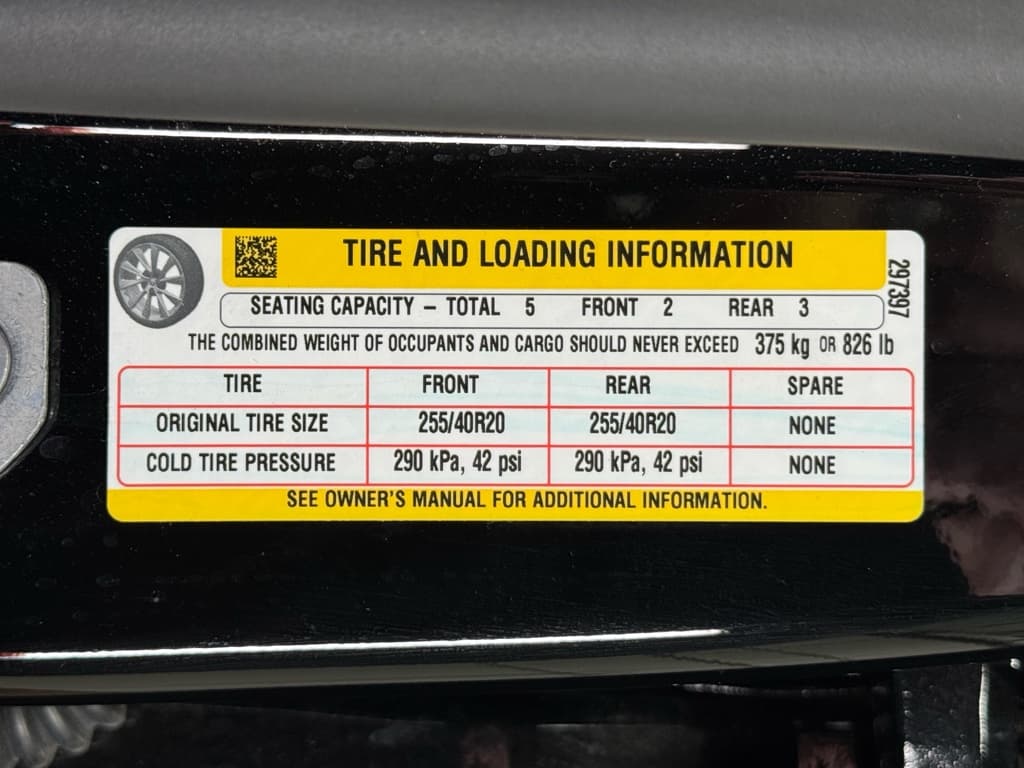 TIRE AND LOADING INFORMATION
297397
SEATING CAPACITY – TOTAL 5 FRONT 2 REAR 3
THE COMBINED WEIGHT OF OCCUPANTS AND CARGO SHOULD NEVER EXCEED 375 kg OR 826 lb
TIRE FRONT REAR SPARE
ORIGINAL TIRE SIZE 255/40R20 255/40R20 NONE
COLD TIRE PRESSURE 290 kPa, 42 psi 290 kPa, 42 psi NONE
SEE OWNER'S MANUAL FOR ADDITIONAL INFORMATION.